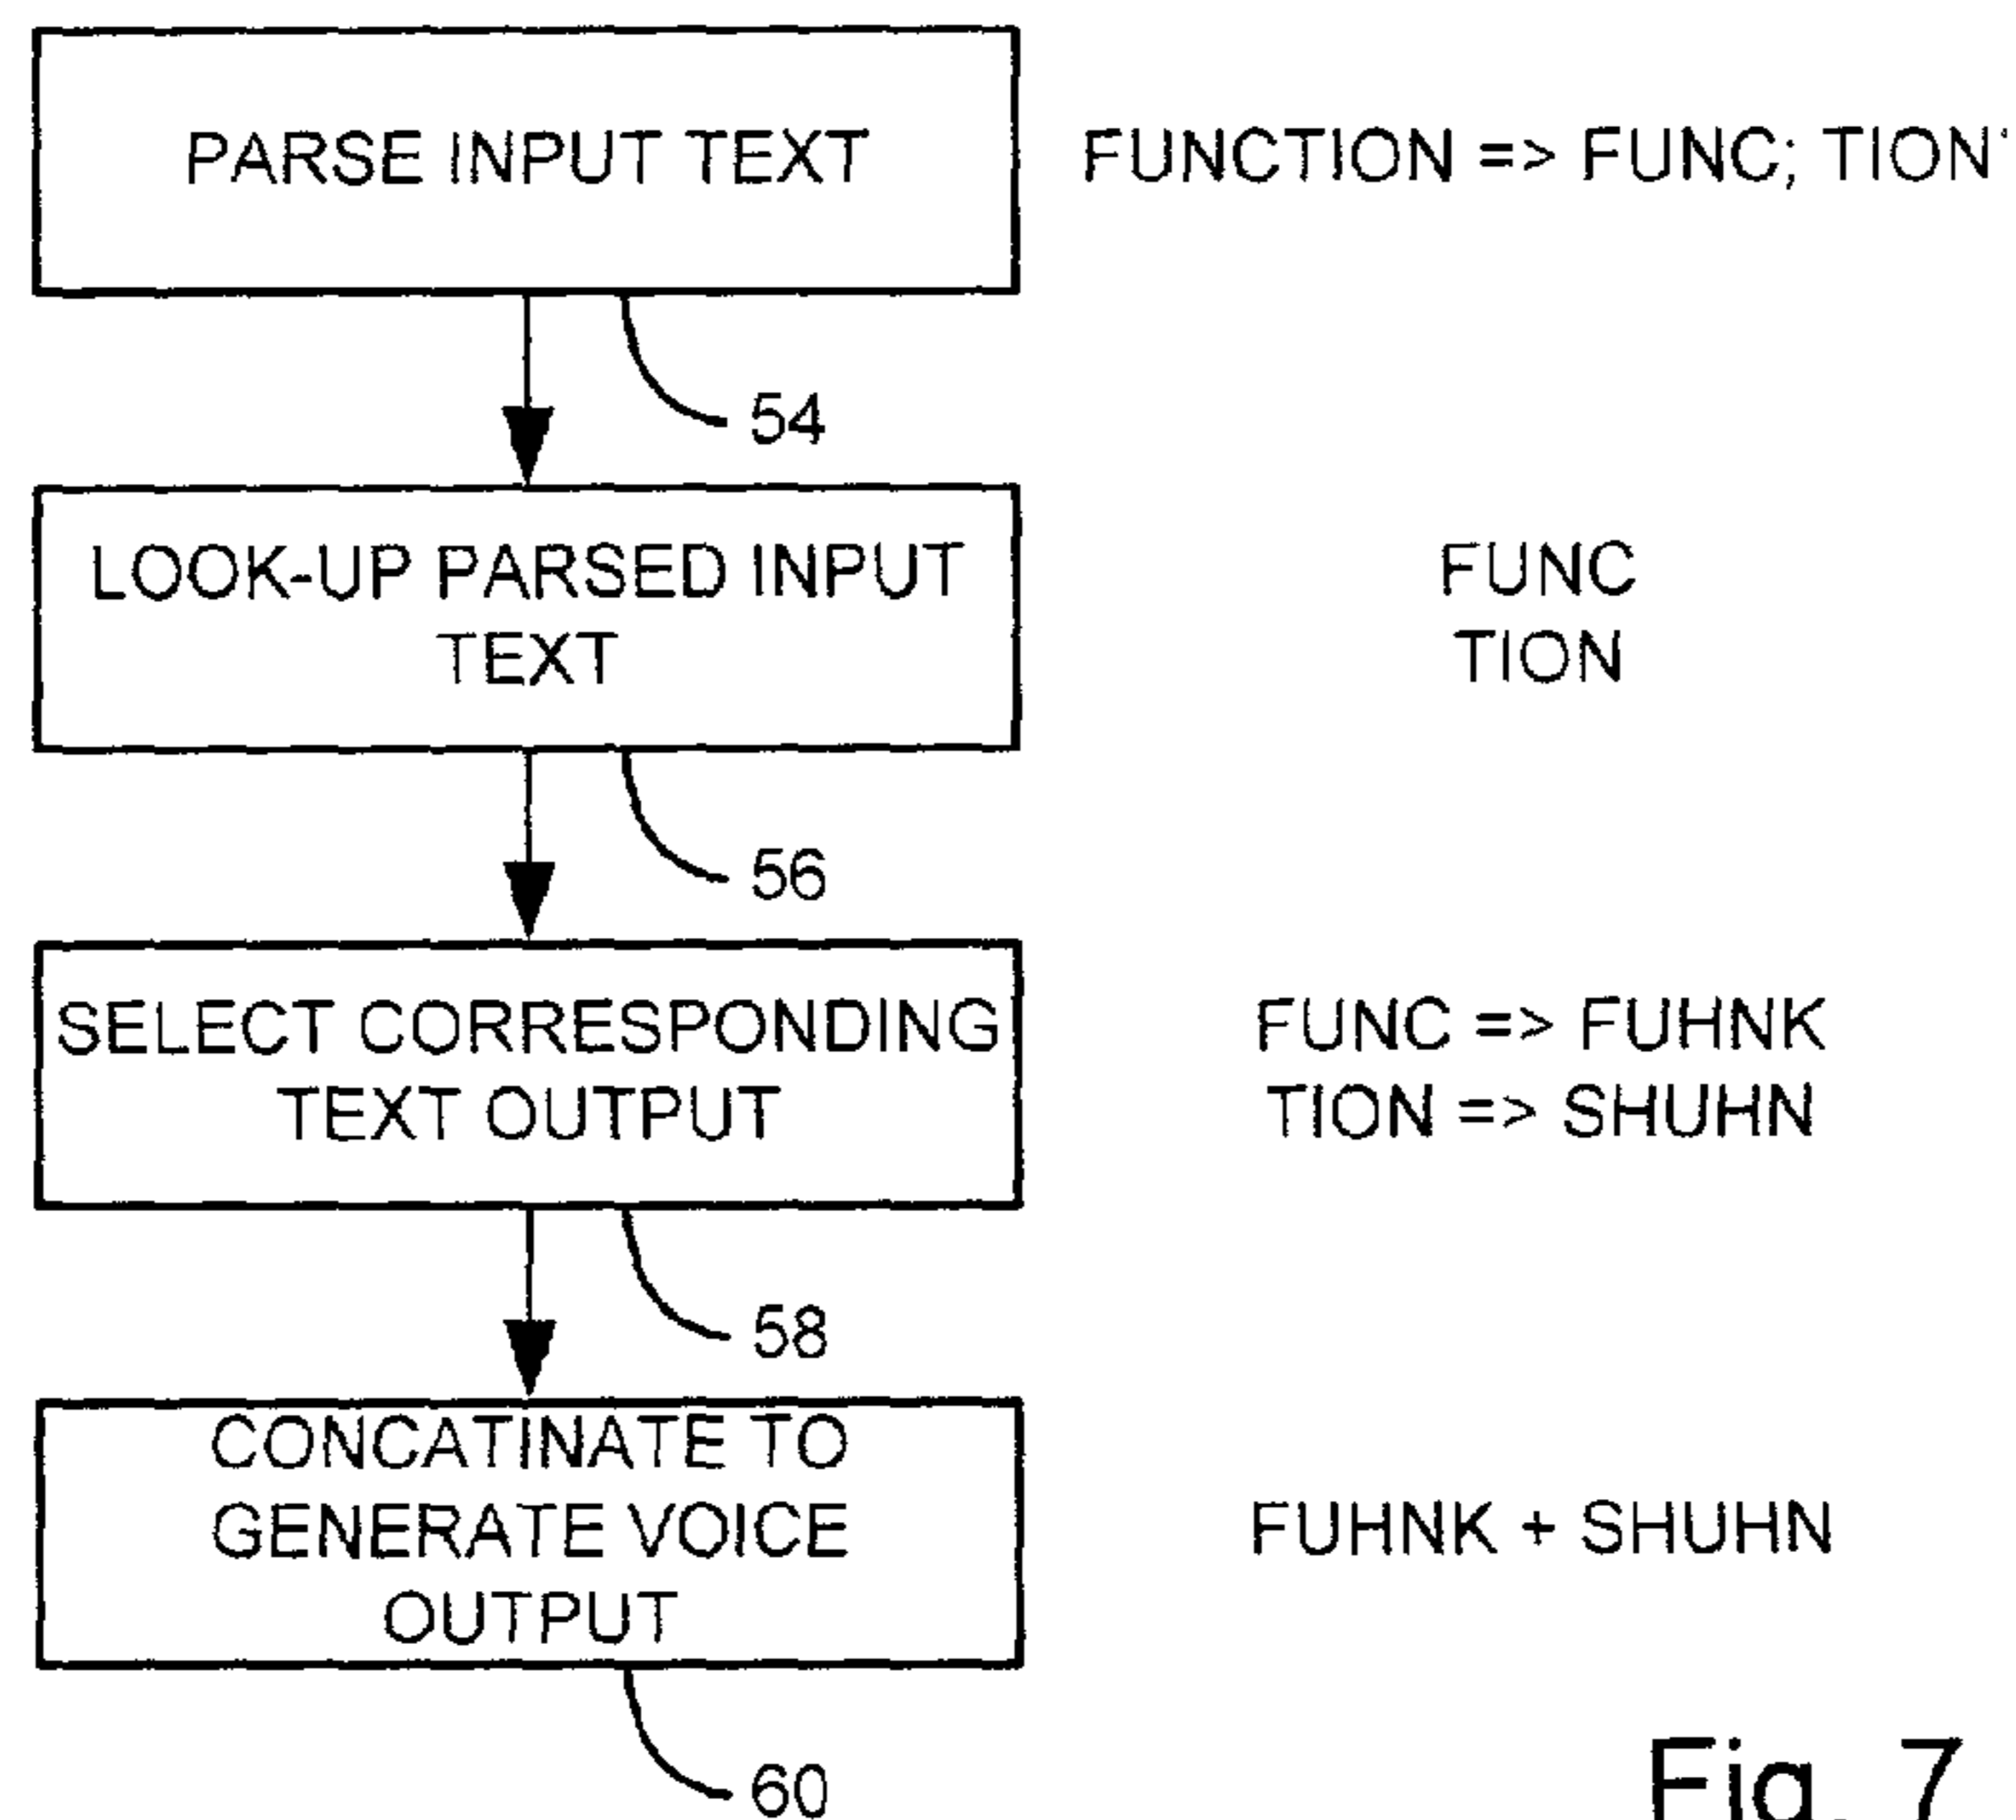 PARSE INPUT TEXT
FUNCTION => FUNC; TION
54
LOOK-UP PARSED INPUT
TEXT
FUNC
TION
56
SELECT CORRESPONDING
TEXT OUTPUT
FUNC => FUHNK
TION => SHUHN
58
CONCATINATE TO
GENERATE VOICE
OUTPUT
FUHNK + SHUHN
60
Fig. 7